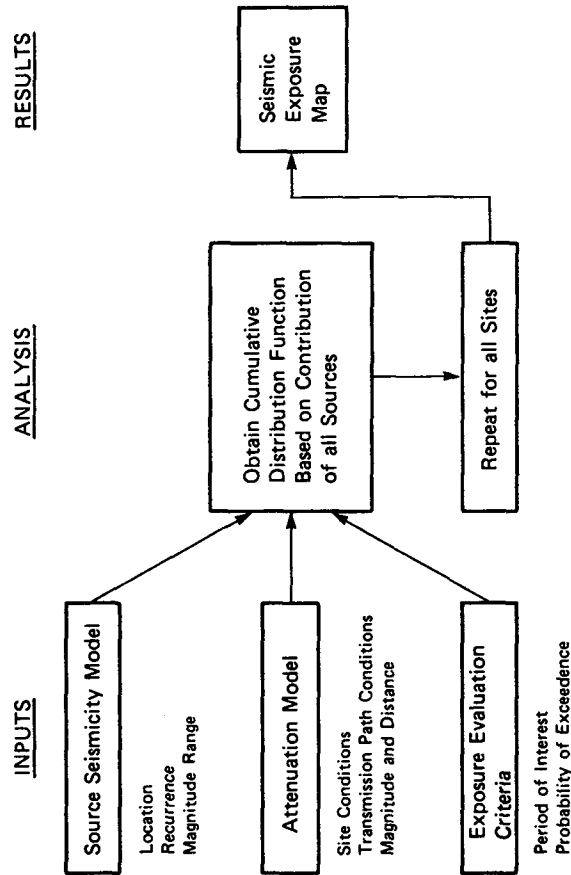 INPUTS
ANALYSIS
RESULTS
Source Seismicity Model
Location
Recurrence
Magnitude Range
Attenuation Model
Site Conditions
Transmission Path Conditions
Magnitude and Distance
Exposure Evaluation
Criteria
Period of Interest
Probability of Exceedence
Obtain Cumulative
Distribution Function
Based on Contribution
of all Sources
Repeat for all Sites
Seismic
Exposure
Map